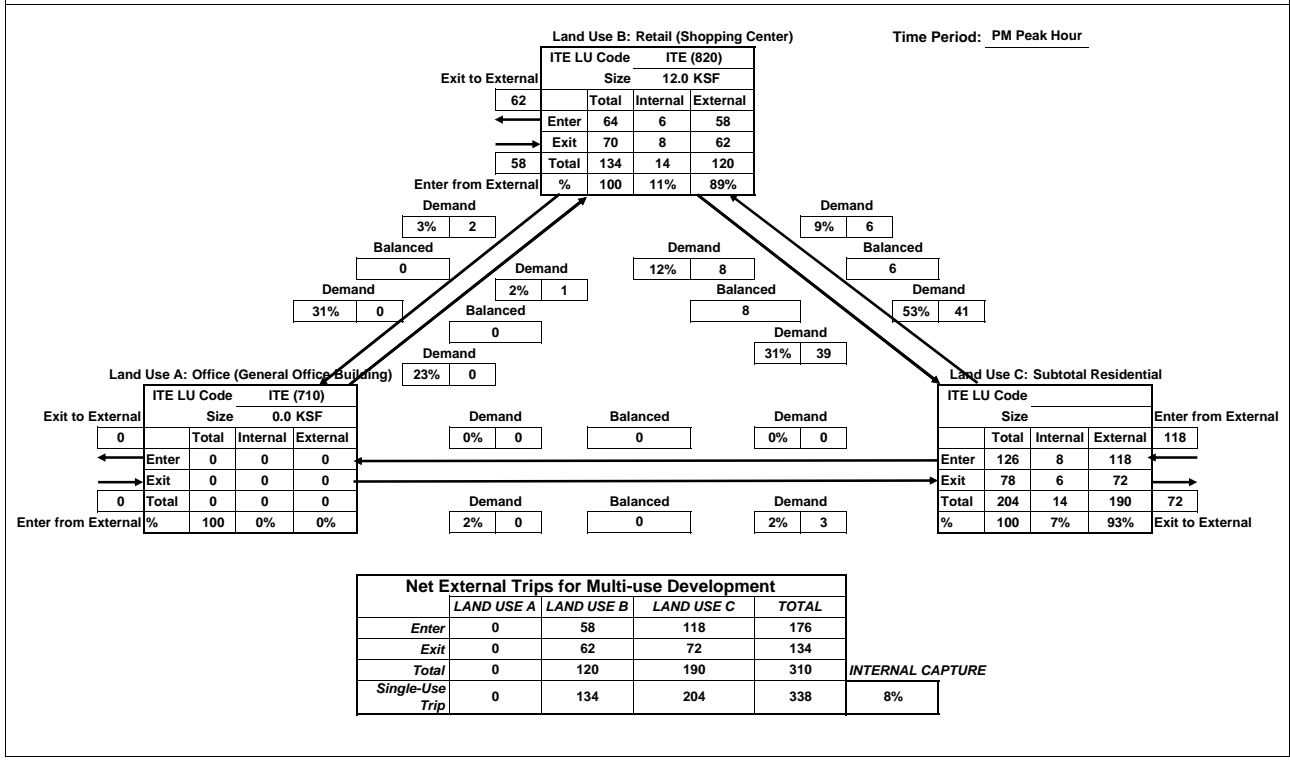 Land Use B: Retail (Shopping Center)
Time Period: PM Peak Hour
ITE LU Code ITE (820)
Exit to External Size 12.0 KSF
62 Total Internal External
Enter 64 6 58
Exit 70 8 62
58 Total 134 14 120
Enter from External % 100 11% 89%
Demand Demand
3% 2 9% 6
Balanced Demand Balanced
0 Demand 12% 8 6
Demand 2% 1 Balanced Demand
31% 0 Balanced 8 53% 41
0 Demand
Demand 31% 39
Land Use A: Office (General Office Building) 23% 0 Land Use C: Subtotal Residential
ITE LU Code ITE (710) ITE LU Code
Exit to External Size 0.0 KSF Demand Balanced Demand Size Enter from External
0 Total Internal External 0% 0 0 0% 0 Total Internal External 118
Enter 0 0 0 Enter 126 8 118
Exit 0 0 0 Exit 78 6 72
0 Total 0 0 0 Demand Balanced Demand Total 204 14 190 72
Enter from External % 100 0% 0% 2% 0 0 2% 3 % 100 7% 93% Exit to External
Net External Trips for Multi-use Development
LAND USE A LAND USE B LAND USE C TOTAL
Enter 0 58 118 176
Exit 0 62 72 134
Total 0 120 190 310 INTERNAL CAPTURE
Single-Use
Trip 0 134 204 338 8%